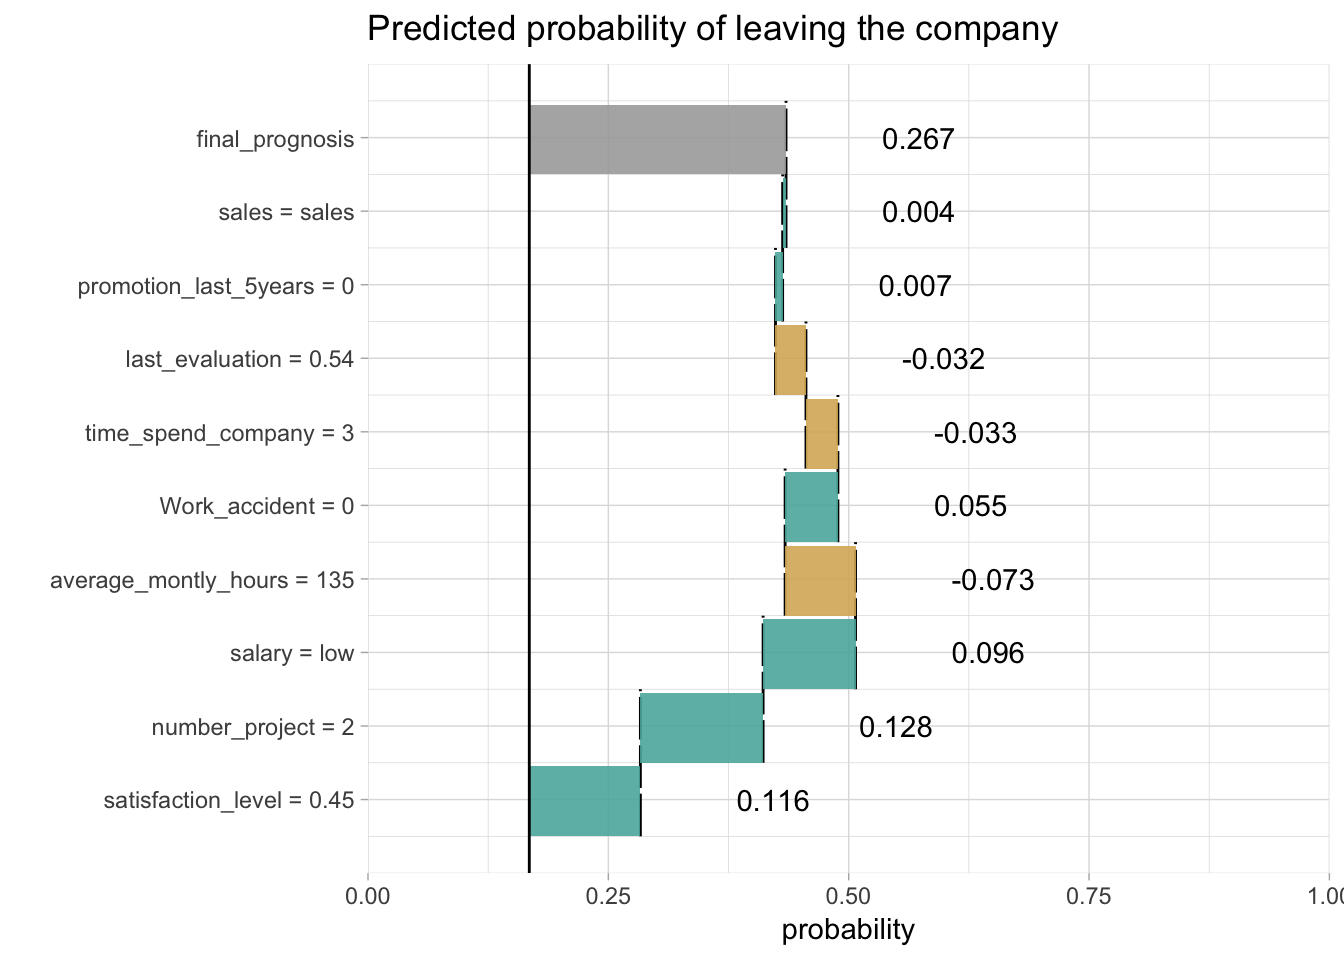 Predicted probability of leaving the company
final_prognosis 0.267
sales = sales 0.004
promotion_last_5years = 0 0.007
last_evaluation = 0.54 -0.032
time_spend_company = 3 -0.033
Work_accident = 0 0.055
average_montly_hours = 135 -0.073
salary = low 0.096
number_project = 2 0.128
satisfaction_level = 0.45 0.116
0.00 0.25 0.50 0.75 1.00
probability